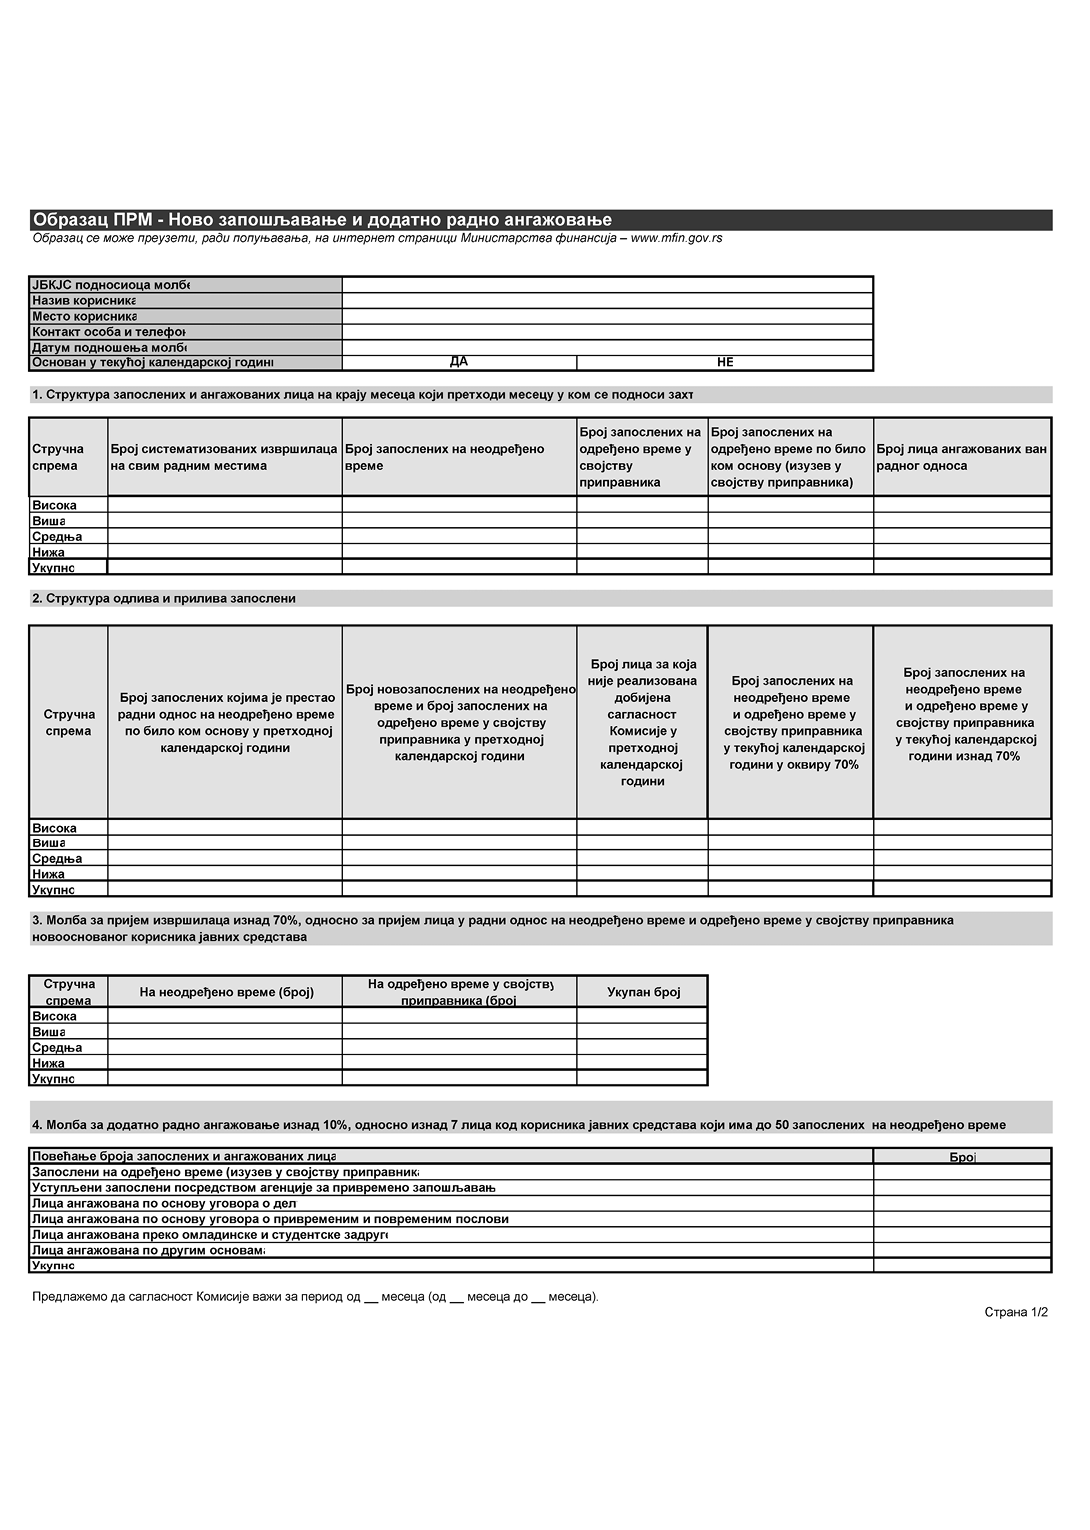 Образац ПРМ - Ново запошљавање и додатно радно ангажовање
Образац се може преузети, ради попуњавања, на интернет страници Министарства финансија – www.mfin.gov.rs
ЈБКЈС подносиоца молбе
Назив корисника
Место корисника
Контакт особа и телефон
Датум подношења молбе
Основан у текућој календарској години
ДА
НЕ
1. Структура запослених и ангажованих лица на крају месеца који претходи месецу у ком се подноси захт
Стручна
спрема
Број систематизованих извршилаца
на свим радним местима
Број запослених на неодређено
време
Број запослених на
одређено време у
својству
приправника
Број запослених на
одређено време по било
ком основу (изузев у
својству приправника)
Број лица ангажованих ван
радног односа
Висока
Виша
Средња
Нижа
Укупно
2. Структура одлива и прилива запослени
Стручна
спрема
Број запослених којима је престао
радни однос на неодређено време
по било ком основу у претходној
календарској години
Број новозапослених на неодређено
време и број запослених на
одређено време у својству
приправника у претходној
календарској години
Број лица за која
није реализована
добијена
сагласност
Комисије у
претходној
календарској
години
Број запослених на
неодређено време
и одређено време у
својству приправника
у текућој календарској
години у оквиру 70%
Број запослених на
неодређено време
и одређено време у
својству приправника
у текућој календарској
години изнад 70%
Висока
Виша
Средња
Нижа
Укупно
3. Молба за пријем извршилаца изнад 70%, односно за пријем лица у радни однос на неодређено време и одређено време у својству приправника
новооснованог корисника јавних средстава
Стручна
спрема
На неодређено време (број)
На одређено време у својству
приправника (број
Укупан број
Висока
Виша
Средња
Нижа
Укупно
4. Молба за додатно радно ангажовање изнад 10%, односно изнад 7 лица код корисника јавних средстава који има до 50 запослених на неодређено време
Повећање броја запослених и ангажованих лица
Број
Запослени на одређено време (изузев у својству приправника
Уступљени запослени посредством агенције за привремено запошљавањ
Лица ангажована по основу уговора о дел
Лица ангажована по основу уговора о привременим и повременим послови
Лица ангажована преко омладинске и студентске задруге
Лица ангажована по другим основама
Укупно
Предлажемо да сагласност Комисије важи за период од __ месеца (од __ месеца до __ месеца).
Страна 1/2